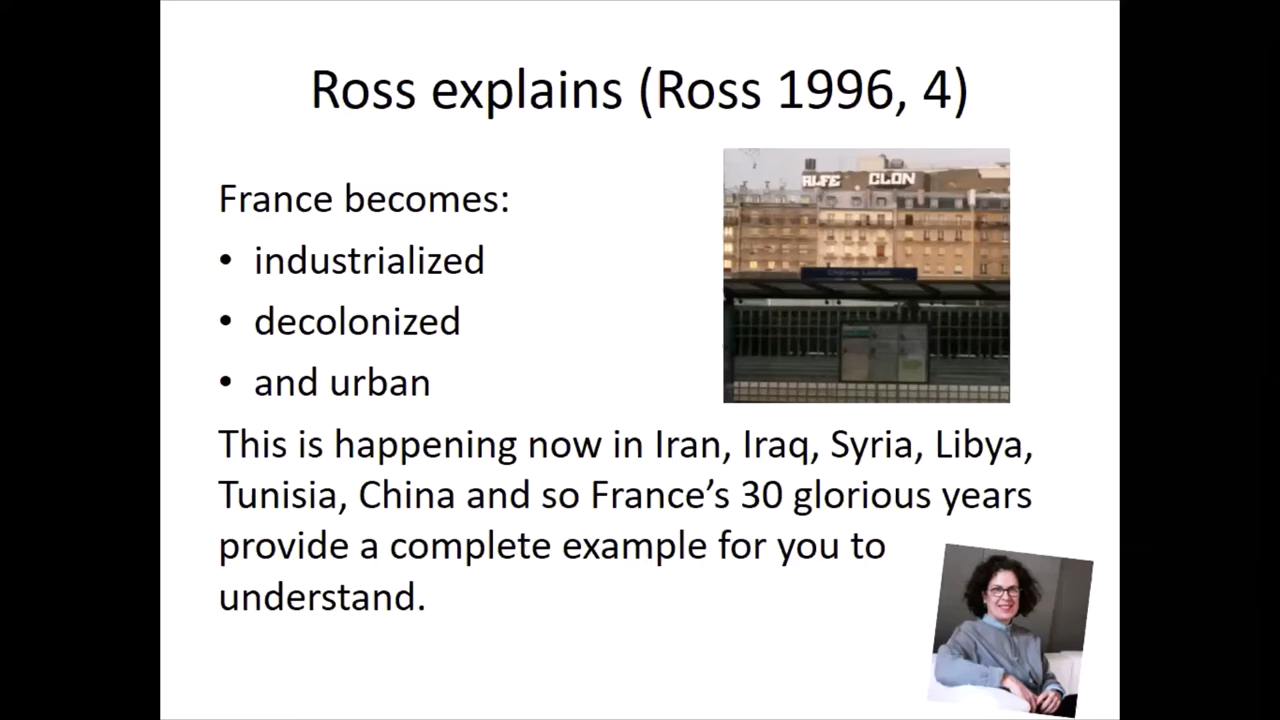 Ross explains (Ross 1996, 4)
France becomes:
• industrialized
• decolonized
• and urban
This is happening now in Iran, Iraq, Syria, Libya,
Tunisia, China and so France’s 30 glorious years
provide a complete example for you to
understand.
ALFE CLON